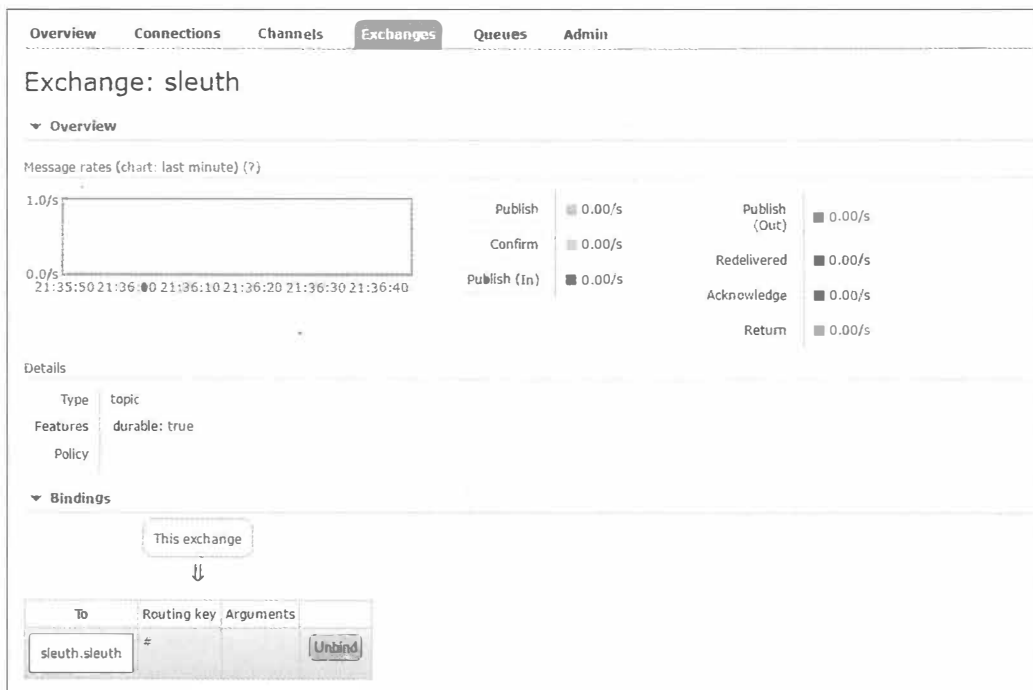 Overview Connections Channels Exchanges Queues Admin
Exchange: sleuth
Overview
Message rates (chart: last minute) (?)
1.0/s
0.0/s
21:35:50 21:36:00 21:36:10 21:36:20 21:36:30 21:36:40
Publish 0.00/s
Confirm 0.00/s
Publish (In) 0.00/s
Publish
(Out) 0.00/s
Redelivered 0.00/s
Acknowledge 0.00/s
Return 0.00/s
Details
Type topic
Features durable: true
Policy
Bindings
This exchange
⇓
To Routing key Arguments
sleuth.sleuth # Unbind